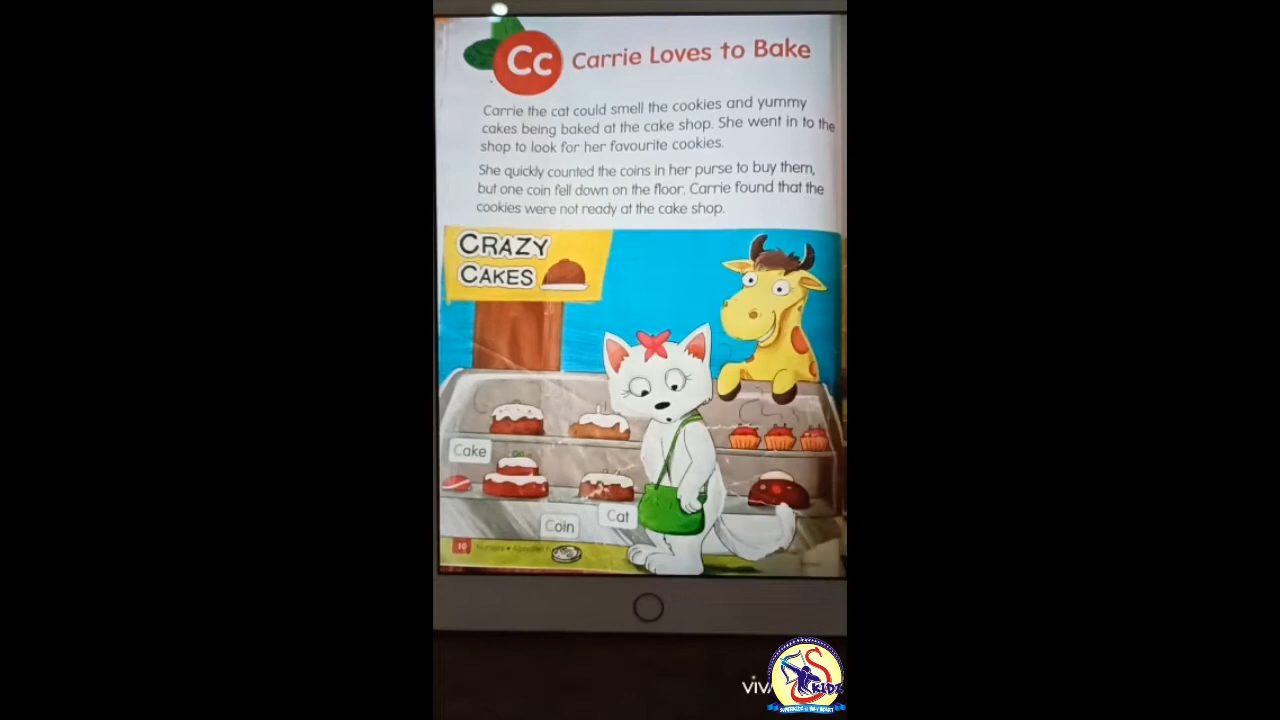 Cc
Carrie Loves to Bake
Carrie the cat could smell the cookies and yummy
cakes being baked at the cake shop. She went in to the
shop to look for her favourite cookies.
She quickly counted the coins in her purse to buy them,
but one coin fell down on the floor. Carrie found that the
cookies were not ready at the cake shop.
CRAZY
CAKES
Cake
Cat
Coin
10
S
KIDZ